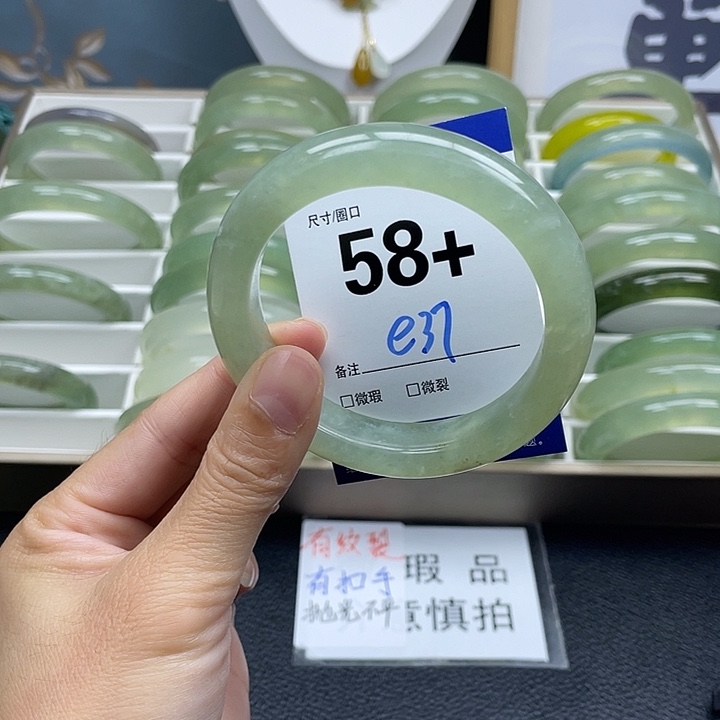 尺寸/圈口
58+
e37
备注
□微瑕 □微裂
有纹裂
有扣手
抛光不平
瑕 品
慎拍